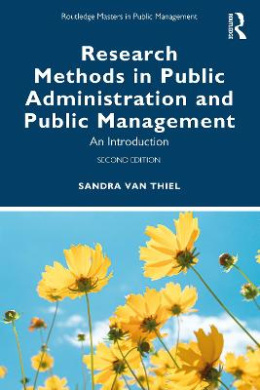 Routledge Masters in Public Management
Research
Methods in Public
Administration and
Public Management
An Introduction
SECOND EDITION
SANDRA VAN THIEL